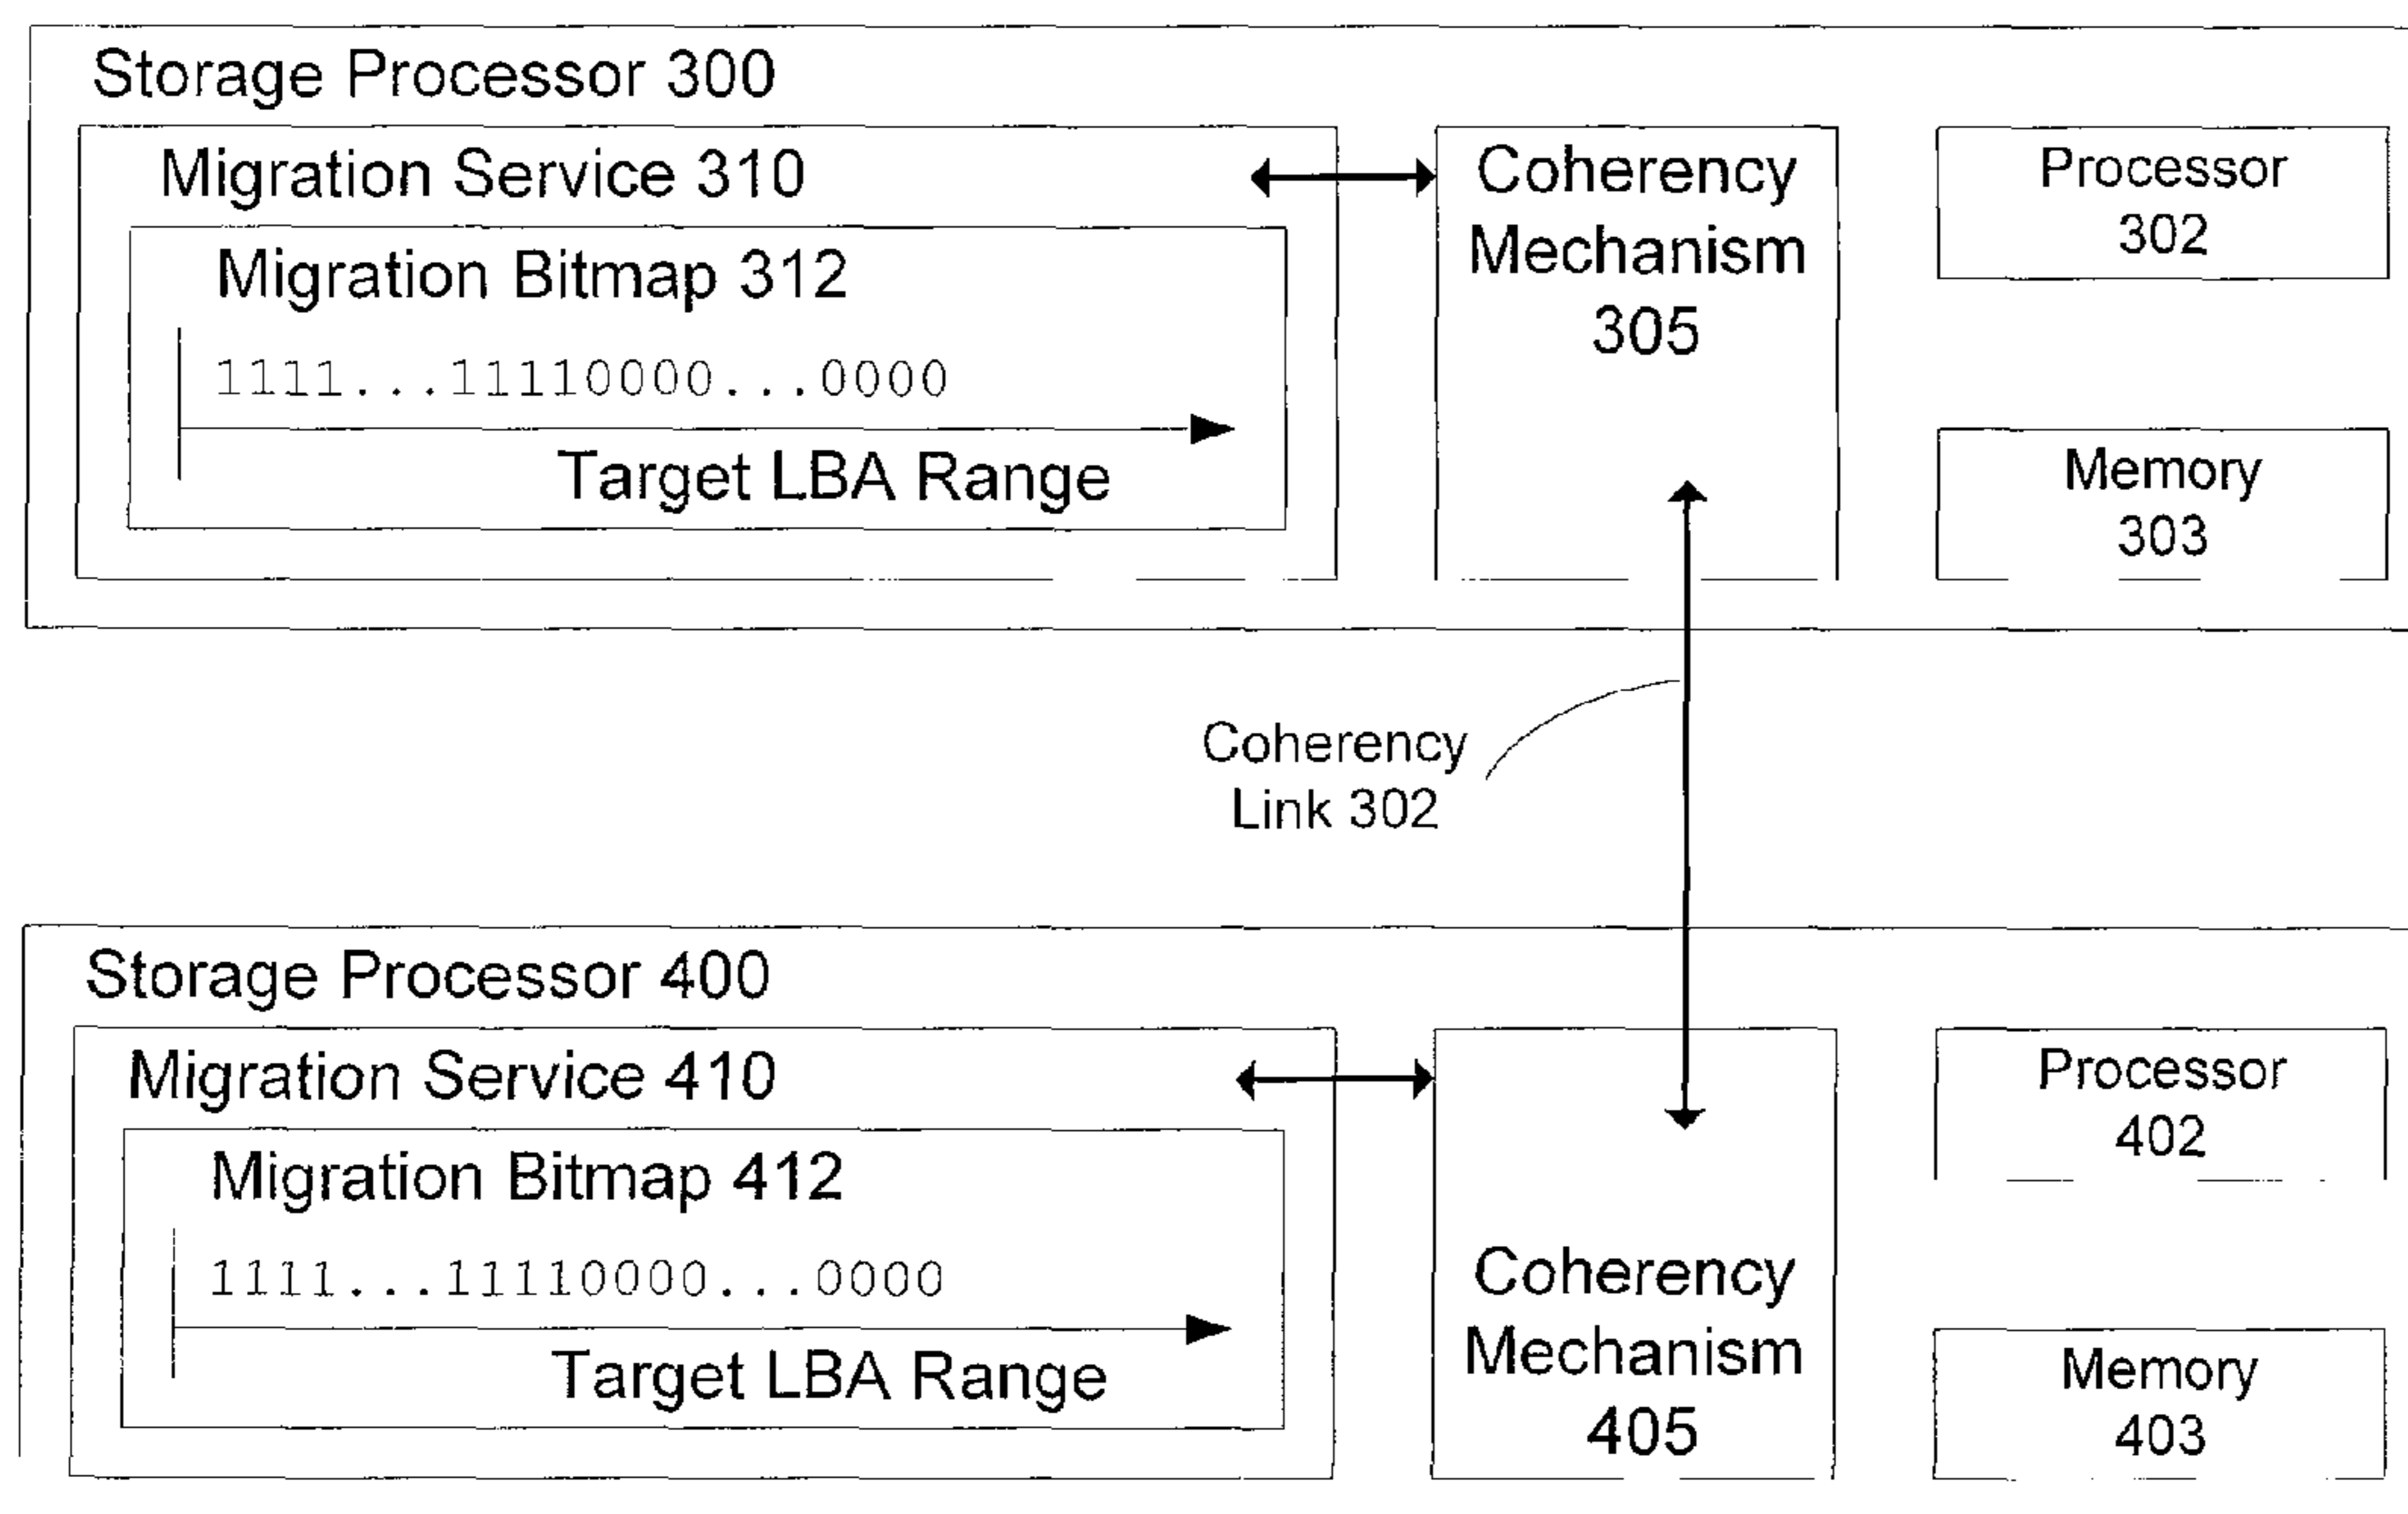 Storage Processor 300
Migration Service 310
Migration Bitmap 312
1111...11110000...0000
Target LBA Range
Coherency
Mechanism
305
Processor
302
Memory
303
Coherency
Link 302
Storage Processor 400
Migration Service 410
Migration Bitmap 412
1111...11110000...0000
Target LBA Range
Coherency
Mechanism
405
Processor
402
Memory
403